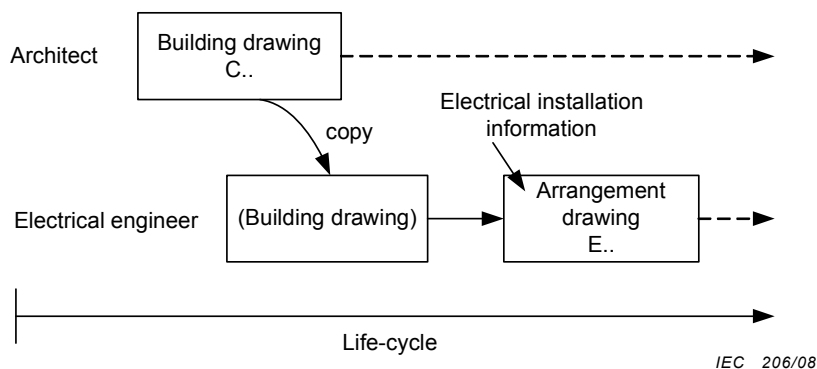 Architect
Building drawing
C..
copy
Electrical installation
information
Electrical engineer
(Building drawing)
Arrangement
drawing
E..
Life-cycle
IEC 206/08